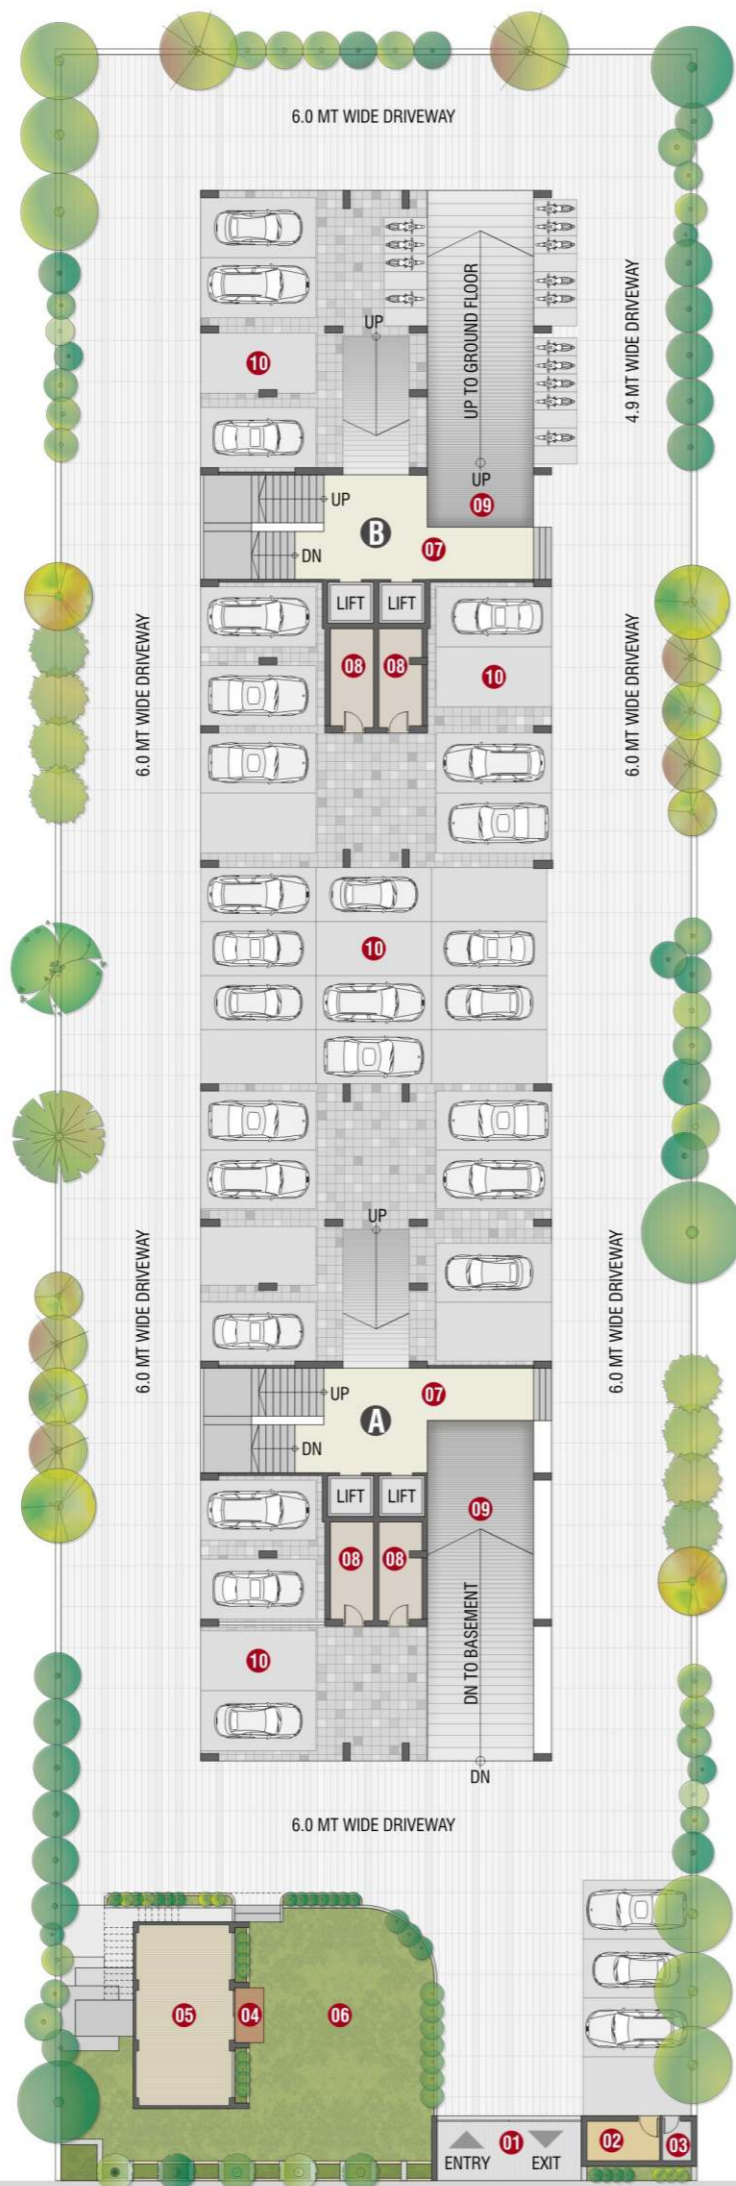 6.0 MT WIDE DRIVEWAY
UP
UP TO GROUND FLOOR
4.9 MT WIDE DRIVEWAY
10
UP
09
UP
B
07
DN
LIFT
LIFT
08
08
10
6.0 MT WIDE DRIVEWAY
6.0 MT WIDE DRIVEWAY
10
UP
6.0 MT WIDE DRIVEWAY
6.0 MT WIDE DRIVEWAY
07
UP
A
DN
LIFT
LIFT
09
08
08
DN TO BASEMENT
10
DN
6.0 MT WIDE DRIVEWAY
05
04
06
01
02
03
ENTRY
EXIT